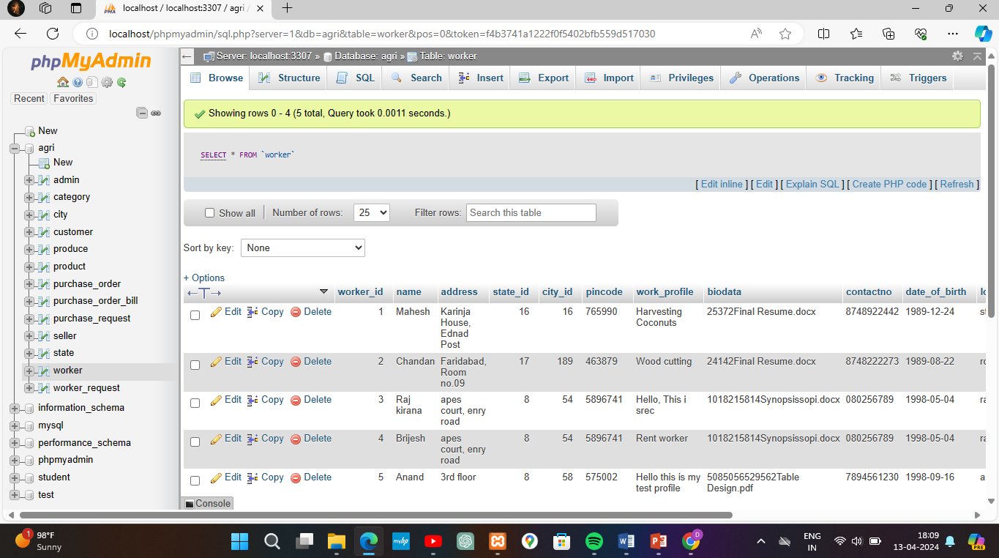 localhost / localhost:3307 / agri /
localhost/phpmyadmin/sql.php?server=1&db=agri&table=worker&pos=0&token=f4b3741a1222f0f5402bfb559d517030
phpMyAdmin
Recent Favorites
New
agri
New
admin
category
city
customer
produce
product
purchase_order
purchase_order_bill
purchase_request
seller
state
worker
worker_request
information_schema
mysql
performance_schema
phpmyadmin
student
test
Server: localhost:3307 » Database: agri » Table: worker
Browse Structure SQL Search Insert Export Import Privileges Operations Tracking Triggers
Showing rows 0 - 4 (5 total, Query took 0.0011 seconds.)
SELECT * FROM `worker`
[ Edit inline ] [ Edit ] [ Explain SQL ] [ Create PHP code ] [ Refresh ]
Show all Number of rows: 25 Filter rows: Search this table
Sort by key: None
+ Options
←T→ worker_id name address state_id city_id pincode work_profile biodata contactno date_of_birth lo
Edit Copy Delete 1 Mahesh Karinja 16 16 765990 Harvesting 25372Final Resume.docx 8748922442 1989-12-24 st
House, Coconuts
Ednad
Post
Edit Copy Delete 2 Chandan Faridabad, 17 189 463879 Wood cutting 24142Final Resume.docx 8748222273 1989-08-22 ro
Room
no.09
Edit Copy Delete 3 Raj apes 8 54 5896741 Hello, This i 1018215814Synopsissopi.docx 080256789 1998-05-04 ra
kirana court, enry srec
road
Edit Copy Delete 4 Brijesh apes 8 54 5896741 Rent worker 1018215814Synopsissopi.docx 080256789 1998-05-04 ra
court, enry
road
Edit Copy Delete 5 Anand 3rd floor 8 58 575002 Hello this is my 5085056529562Table 7894561230 1998-09-16 a
test profile Design.pdf
Console
1 98°F
Sunny
myhp
D
ENG
IN
18:09
13-04-2024
PRE